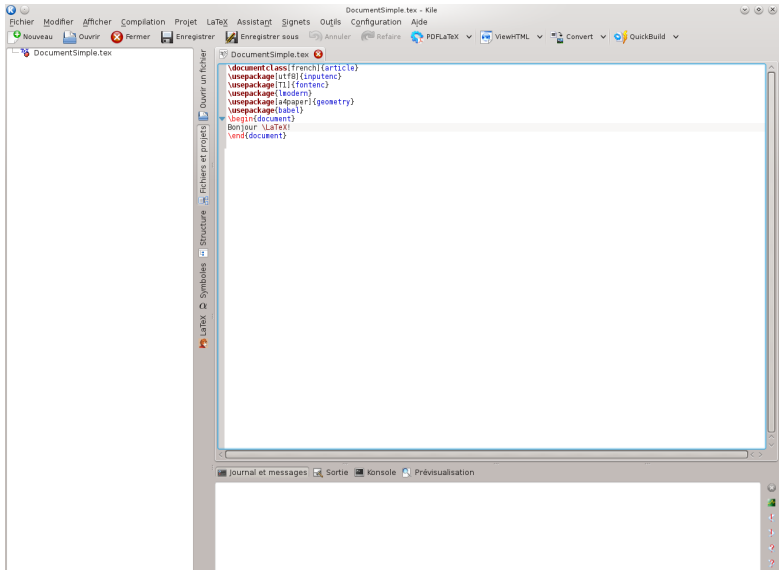 DocumentSimple.tex – Kile
Fichier Modifier Afficher Compilation Projet LaTeX Assistant Signets Outils Configuration Aide
Nouveau Ouvrir Fermer Enregistrer Enregistrer sous Annuler Refaire PDFLaTeX ViewHTML Convert QuickBuild
DocumentSimple.tex
Ouvrir un fichier
Fichiers et projets
Structure
Symboles
LaTeX
DocumentSimple.tex
\documentclass[french]{article}
\usepackage[utf8]{inputenc}
\usepackage[T1]{fontenc}
\usepackage{lmodern}
\usepackage[a4paper]{geometry}
\usepackage{babel}
\begin{document}
Bonjour \LaTeX!
\end{document}
Journal et messages Sortie Konsole Prévisualisation